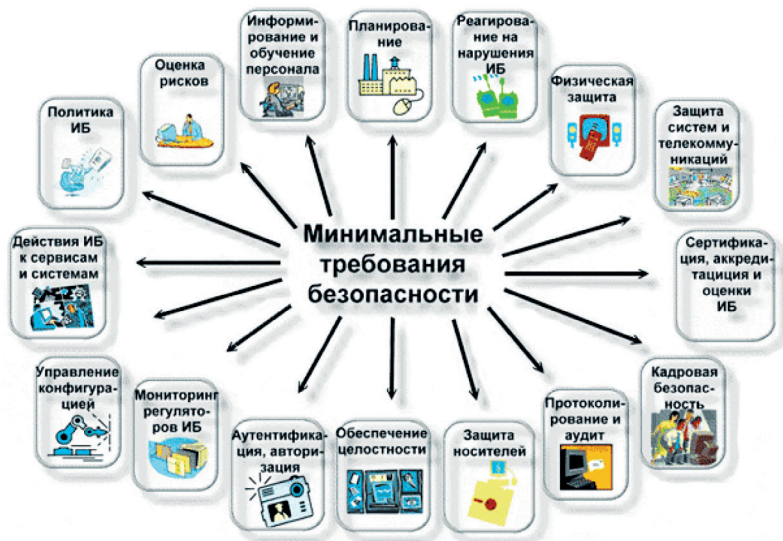 Информи-
рование и
обучение
персонала
Планирова-
ние
Реагирова-
ние на
нарушения
ИБ
Оценка
рисков
Физическая
защита
Политика
ИБ
Защита
систем и
телекомму-
никаций
Минимальные
требования
безопасности
Действия ИБ
к сервисам
и системам
Сертифика-
ция, аккреди-
тациция и
оценки
ИБ
Управление
конфигура-
цией
Мониторинг
регулято-
ров ИБ
Аутентифика-
ция, автори-
зация
Обеспечение
целостности
Защита
носителей
Протоколи-
рование и
аудит
Кадровая
безопас-
ность